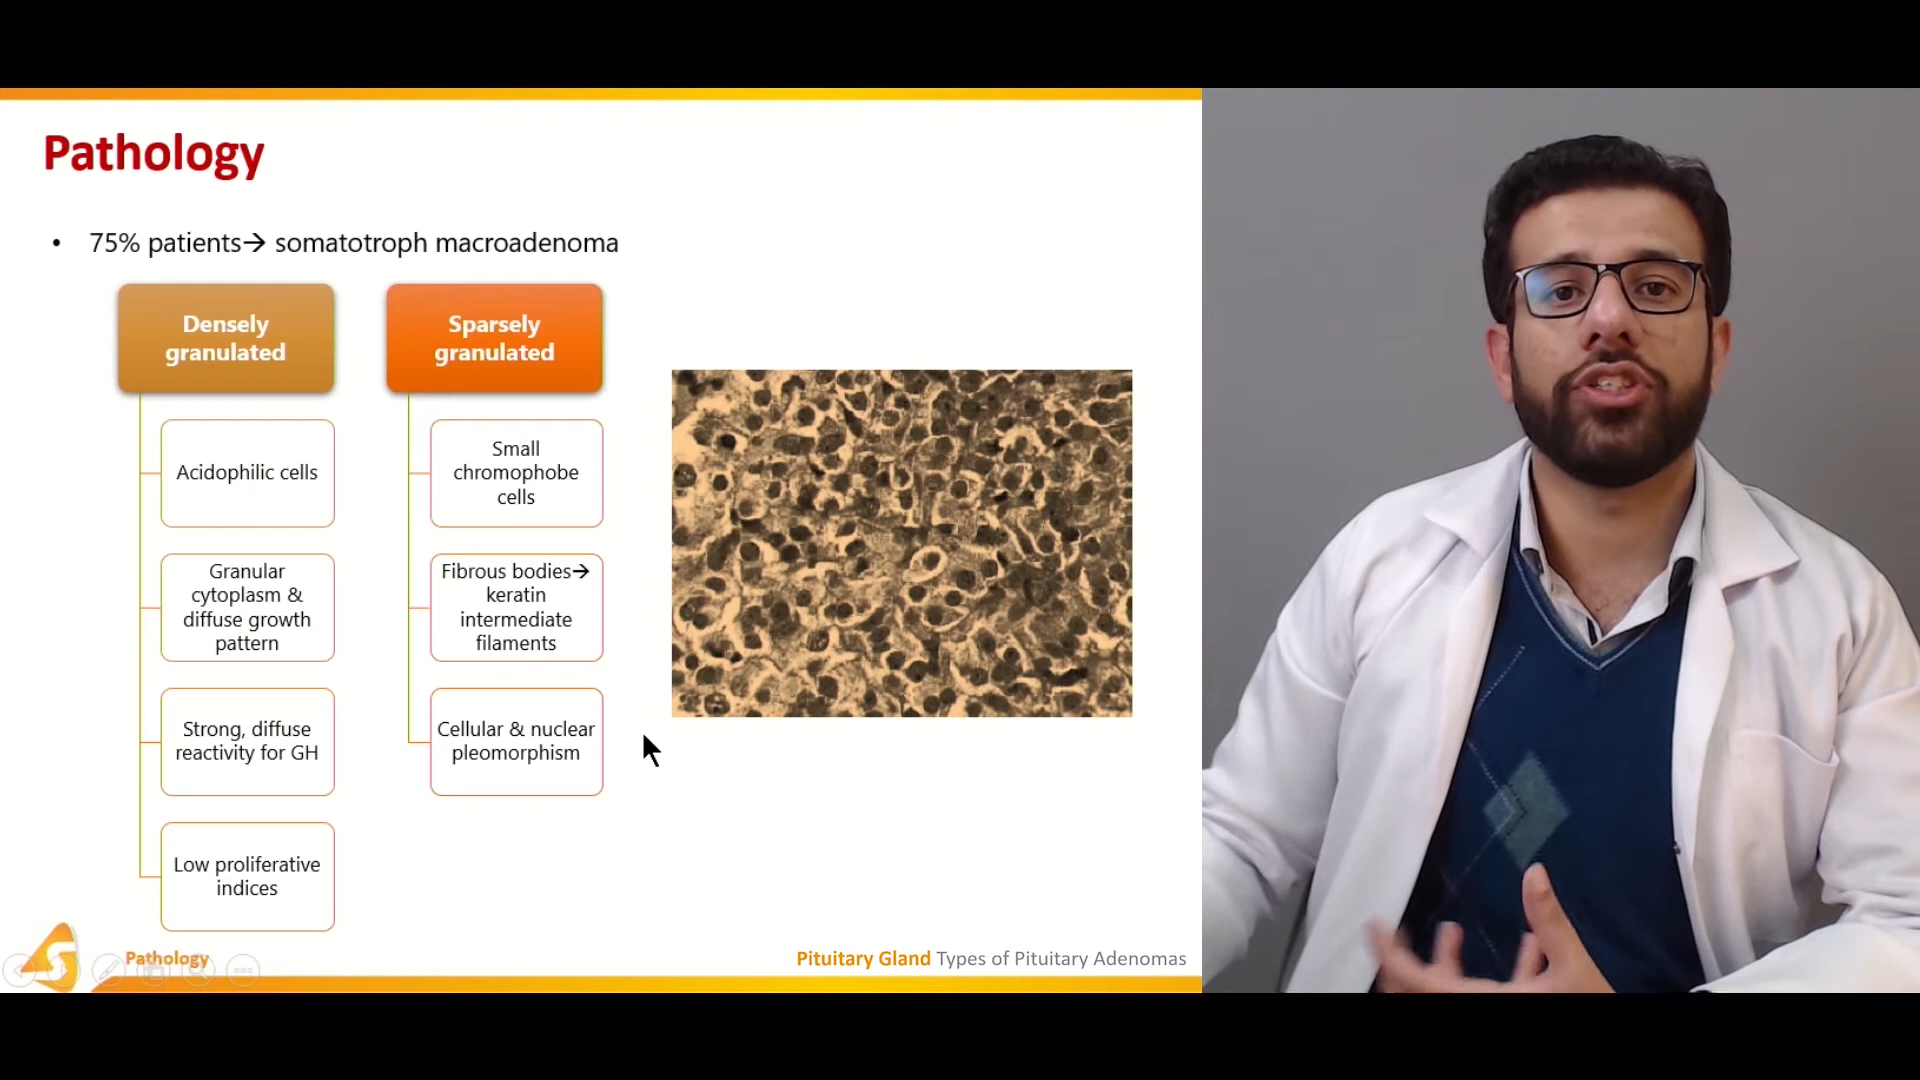 Pathology
• 75% patients→ somatotroph macroadenoma
Densely
granulated
Acidophilic cells
Granular
cytoplasm &
diffuse growth
pattern
Strong, diffuse
reactivity for GH
Low proliferative
indices
Sparsely
granulated
Small
chromophobe
cells
Fibrous bodies→
keratin
intermediate
filaments
Cellular & nuclear
pleomorphism
Pathology
Pituitary Gland Types of Pituitary Adenomas